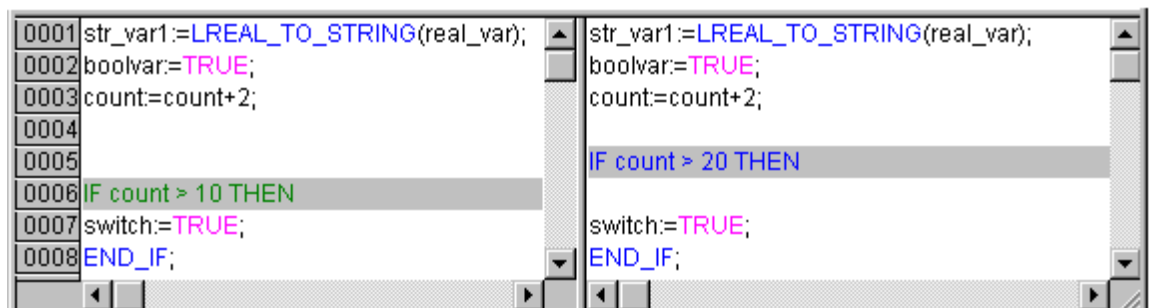 0001 str_var1:=LREAL_TO_STRING(real_var);
0002 boolvar:=TRUE;
0003 count:=count+2;
0004
0005
0006 IF count > 10 THEN
0007 switch:=TRUE;
0008 END_IF;
str_var1:=LREAL_TO_STRING(real_var);
boolvar:=TRUE;
count:=count+2;
IF count > 20 THEN
switch:=TRUE;
END_IF;